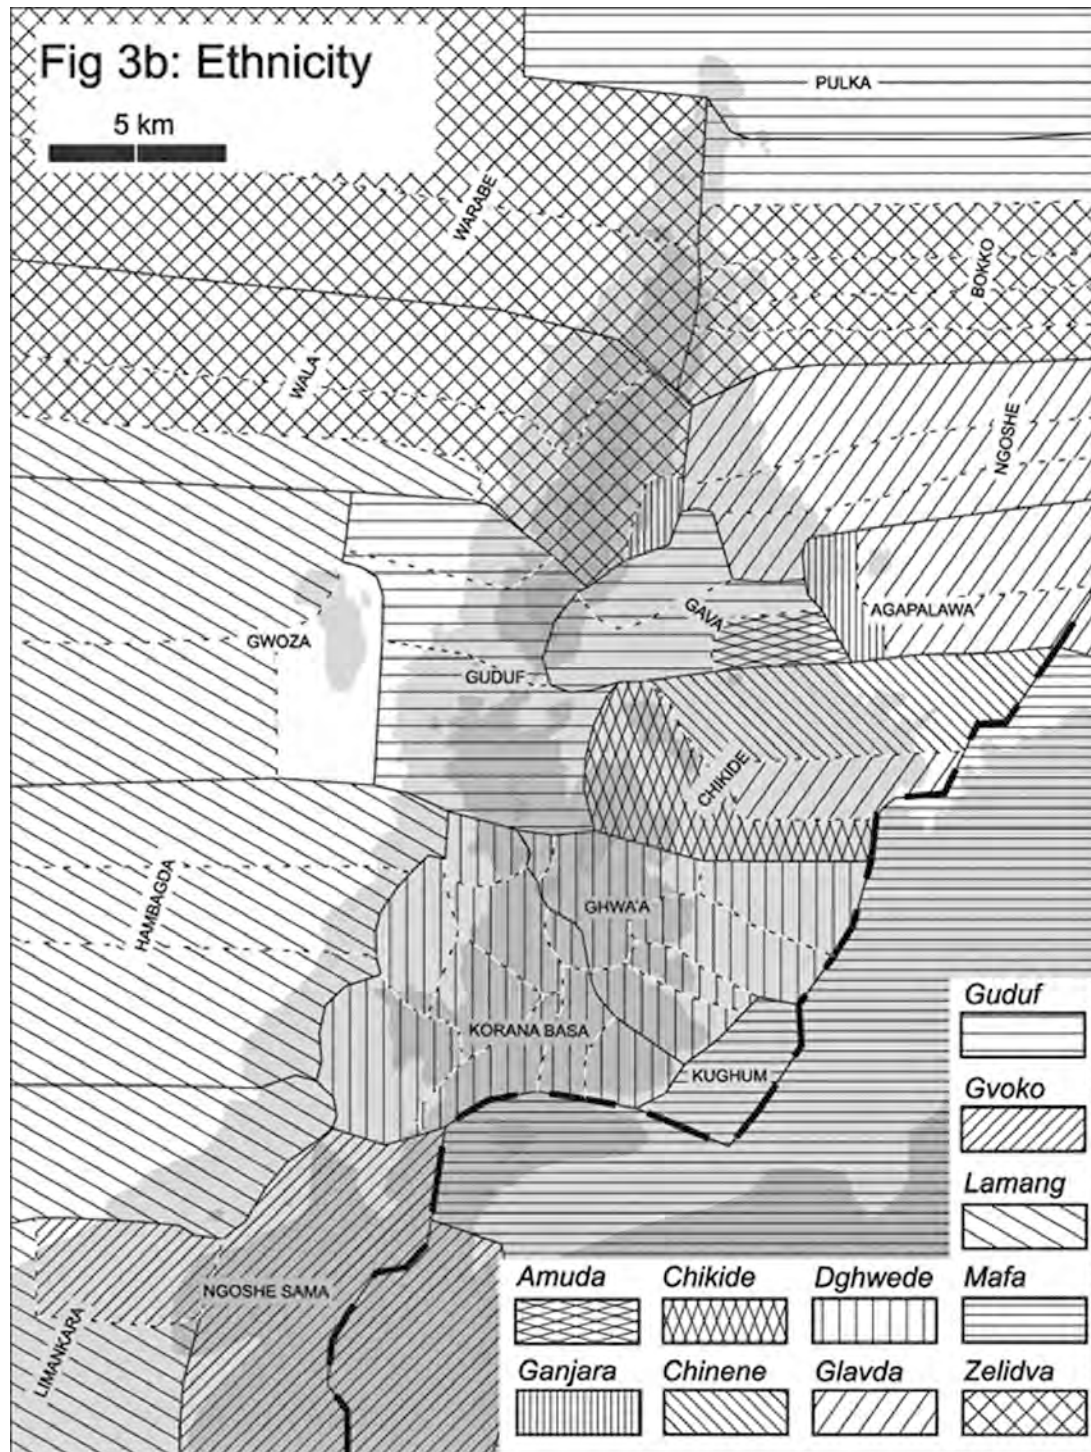 Fig 3b: Ethnicity
5 km
PULKA
WARABE
BOKKO
WALA
NGOSHE
GAVA
AGAPALAWA
GWOZA
GUDUF
CHIKIDE
HAMBAGDA
GHWA'A
KORANA BASA
KUGHUM
NGOSHE SAMA
LIMANKARA
Guduf
Gvoko
Lamang
Amuda Chikide Dghwede Mafa
Ganjara Chinene Glavda Zelidva